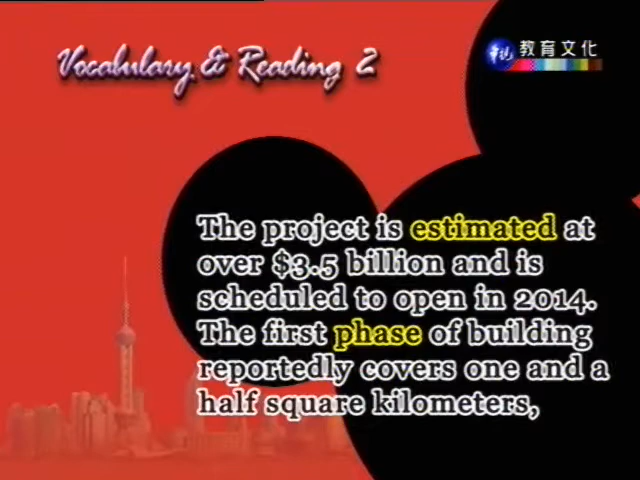 Vocabulary & Reading 2
華視 教育文化
The project is estimated at
over $3.5 billion and is
scheduled to open in 2014.
The first phase of building
reportedly covers one and a
half square kilometers,